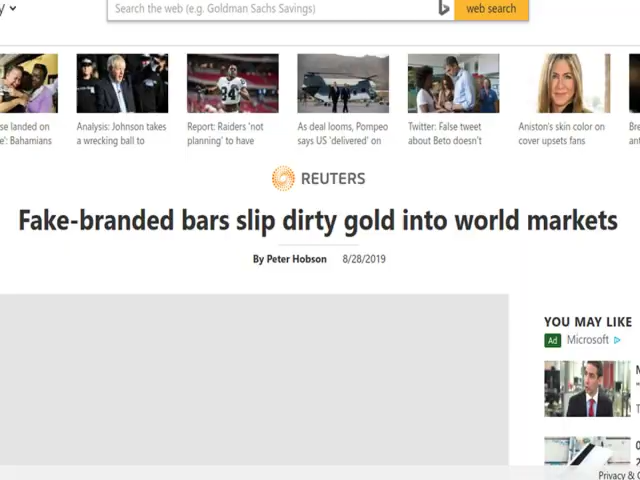 Search the web (e.g. Goldman Sachs Savings)
web search
se landed on
e': Bahamians
Analysis: Johnson takes
a wrecking ball to
Report: Raiders 'not
planning' to have
As deal looms, Pompeo
says US 'delivered' on
Twitter: False tweet
about Beto doesn't
Aniston's skin color on
cover upsets fans
Bre
ant
34
REUTERS
Fake-branded bars slip dirty gold into world markets
By Peter Hobson 8/28/2019
YOU MAY LIKE
Ad Microsoft
Privacy & C